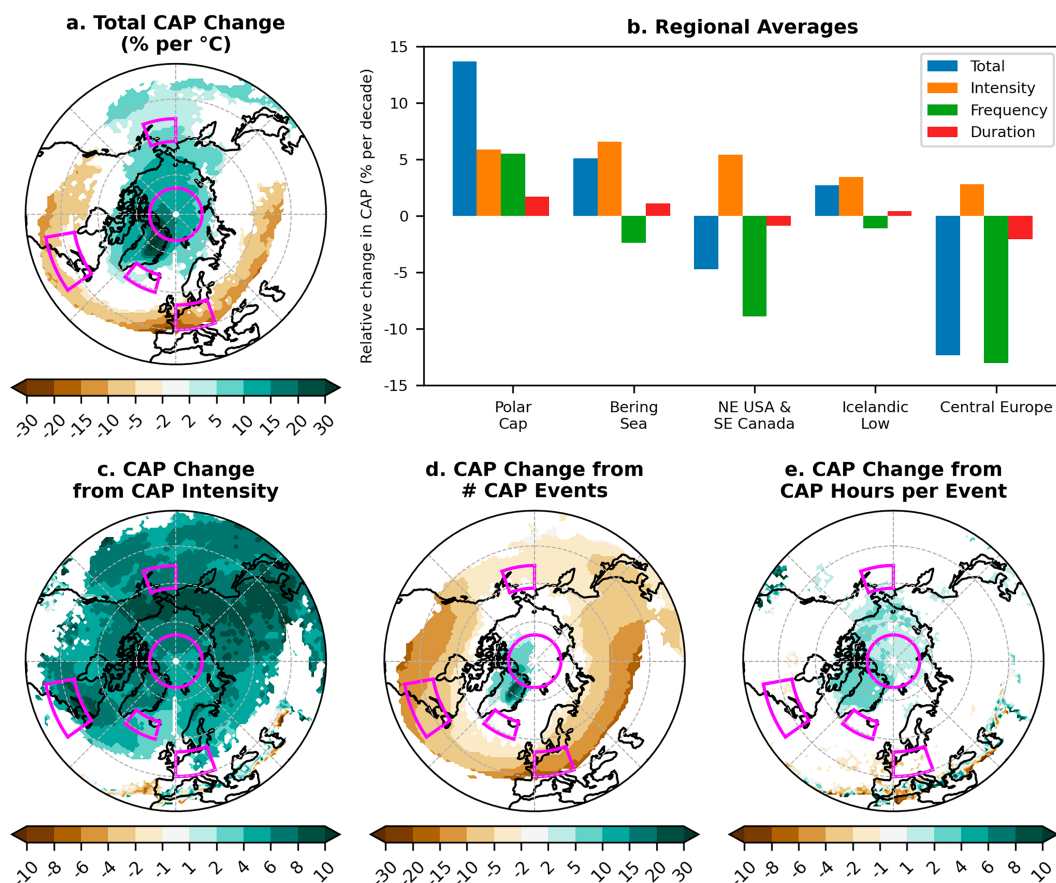 a. Total CAP Change
(% per °C)
-30 -20 -15 -10 -5 -2 2 5 10 15 20 30
b. Regional Averages
Relative change in CAP (% per decade)
15
10
5
0
-5
-10
-15
Total
Intensity
Frequency
Duration
Polar
Cap
Bering
Sea
NE USA &
SE Canada
Icelandic
Low
Central Europe
c. CAP Change
from CAP Intensity
-10 -8 -6 -4 -2 -1 1 2 4 6 8 10
d. CAP Change from
# CAP Events
-30 -20 -15 -10 -5 -2 2 5 10 15 20 30
e. CAP Change from
CAP Hours per Event
-10 -8 -6 -4 -2 -1 1 2 4 6 8 10